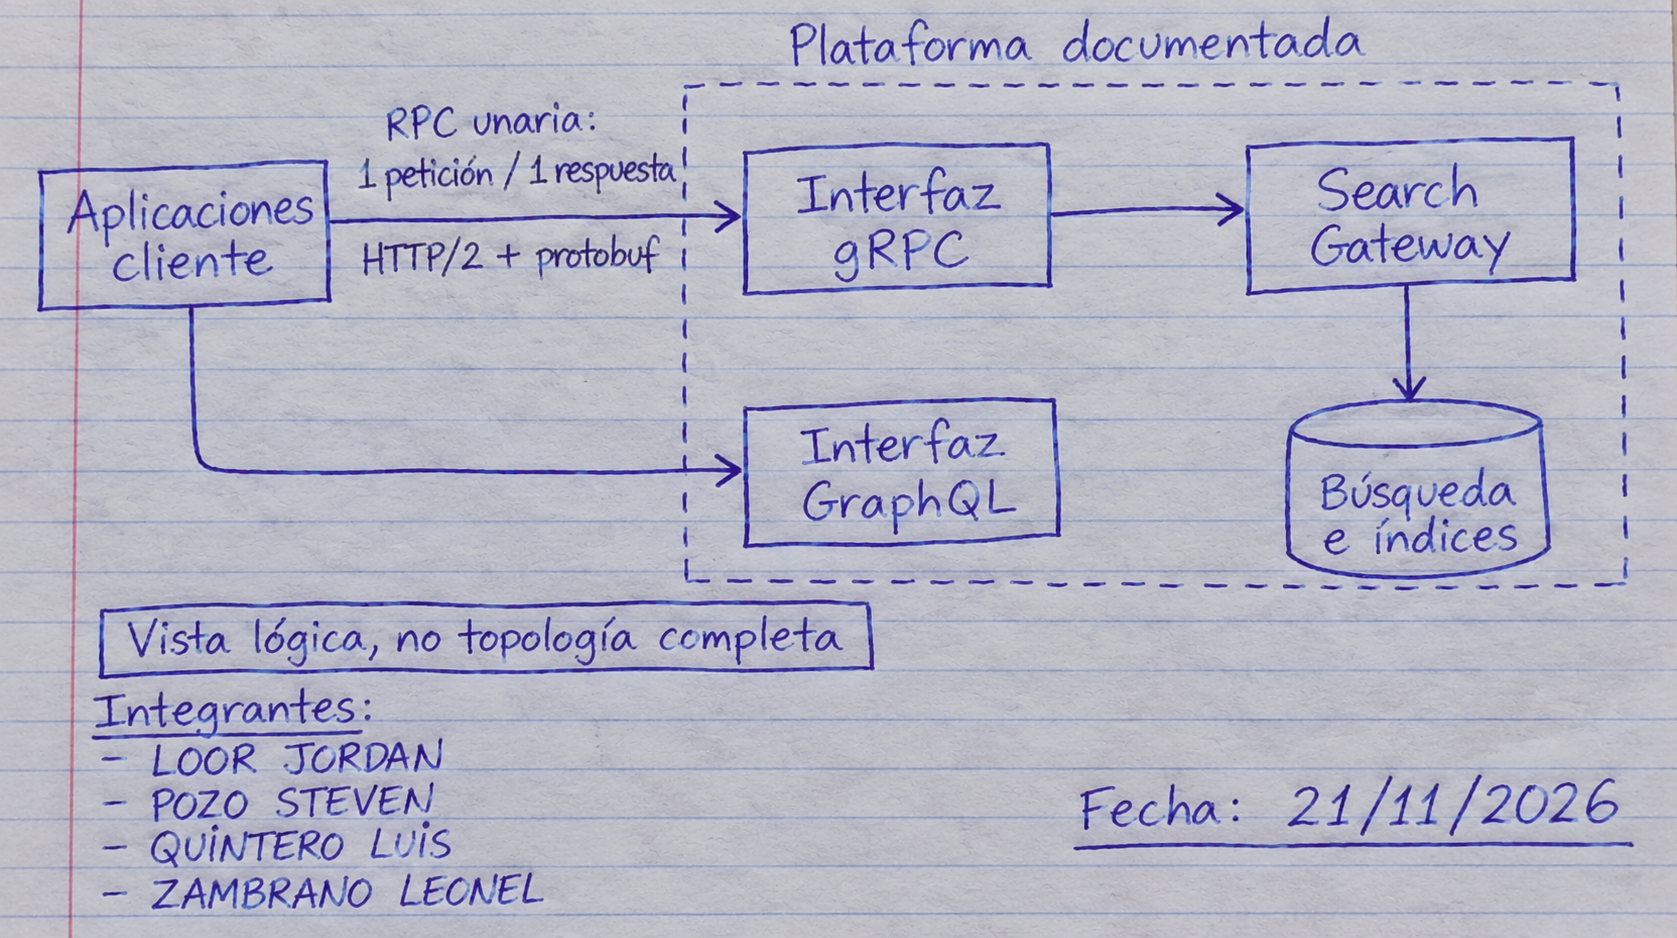 Plataforma documentada
RPC unaria:
1 petición / 1 respuesta
HTTP/2 + protobuf
Aplicaciones
cliente
Interfaz
gRPC
Search
Gateway
Interfaz
GraphQL
Búsqueda
e índices
Vista lógica, no topología completa
Integrantes:
- LOOR JORDAN
- POZO STEVEN
- QUiNTERO LUiS
- ZAMBRANO LEONEL
Fecha: 21/11/2026